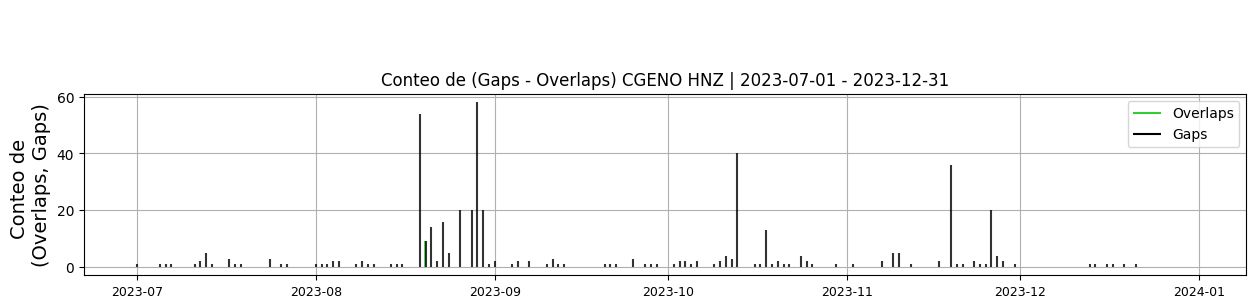 Conteo de (Gaps - Overlaps) CGENO HNZ | 2023-07-01 - 2023-12-31
Conteo de
(Overlaps, Gaps)
60
40
20
0
Overlaps
Gaps
2023-07
2023-08
2023-09
2023-10
2023-11
2023-12
2024-01